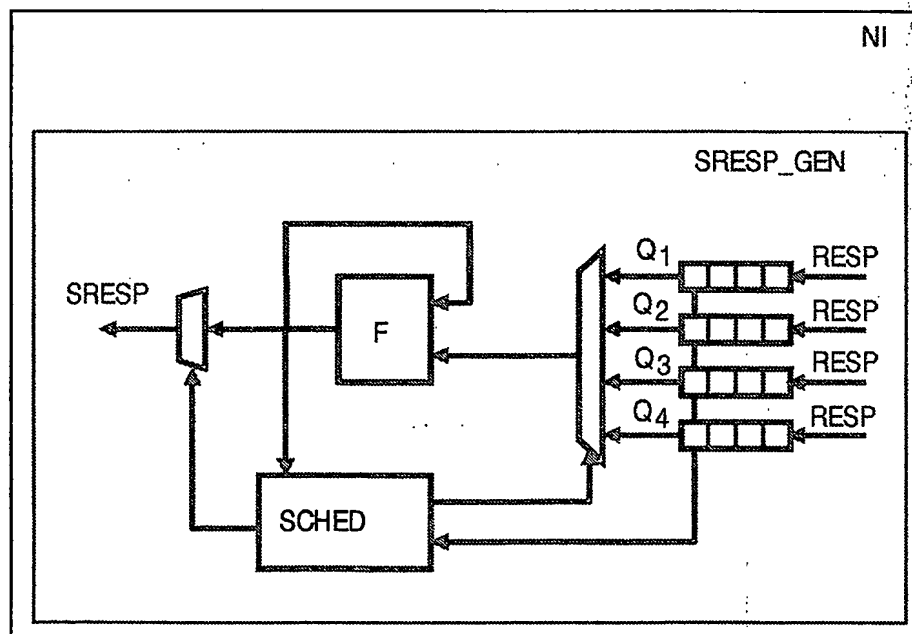 NI
SRESP_GEN
Q1
RESP
SRESP
Q2
RESP
F
Q3
RESP
Q4
RESP
SCHED